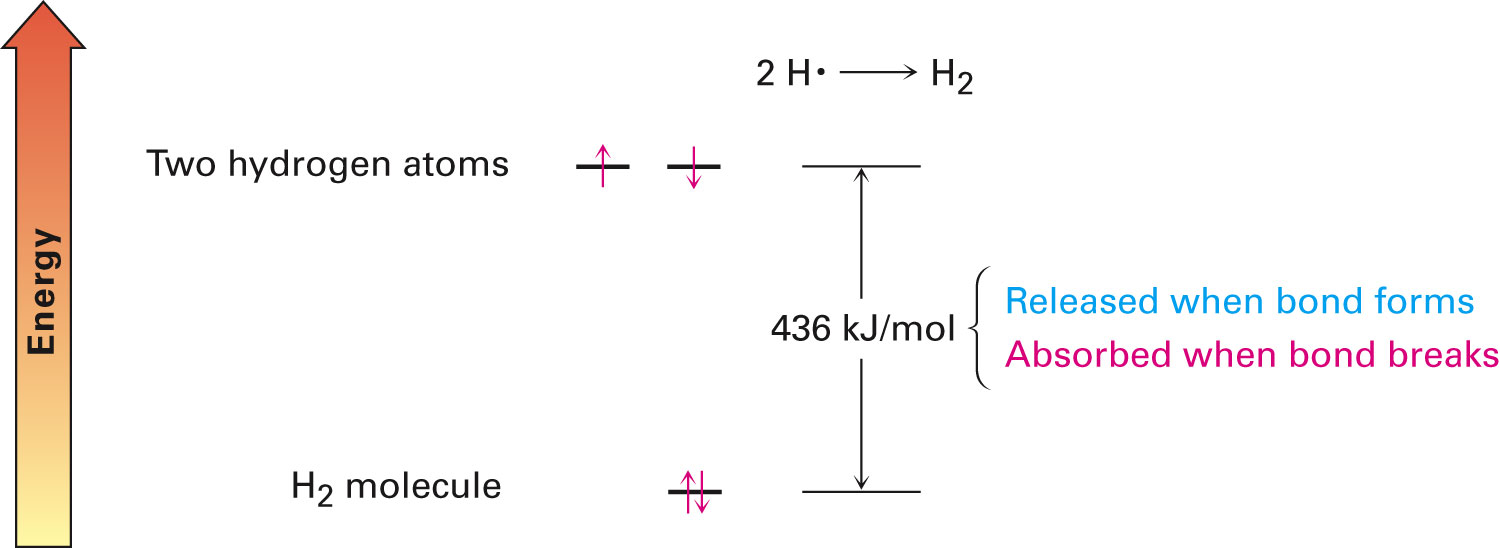 2 H· ⟶ H₂
Two hydrogen atoms
Energy
436 kJ/mol
Released when bond forms
Absorbed when bond breaks
H₂ molecule